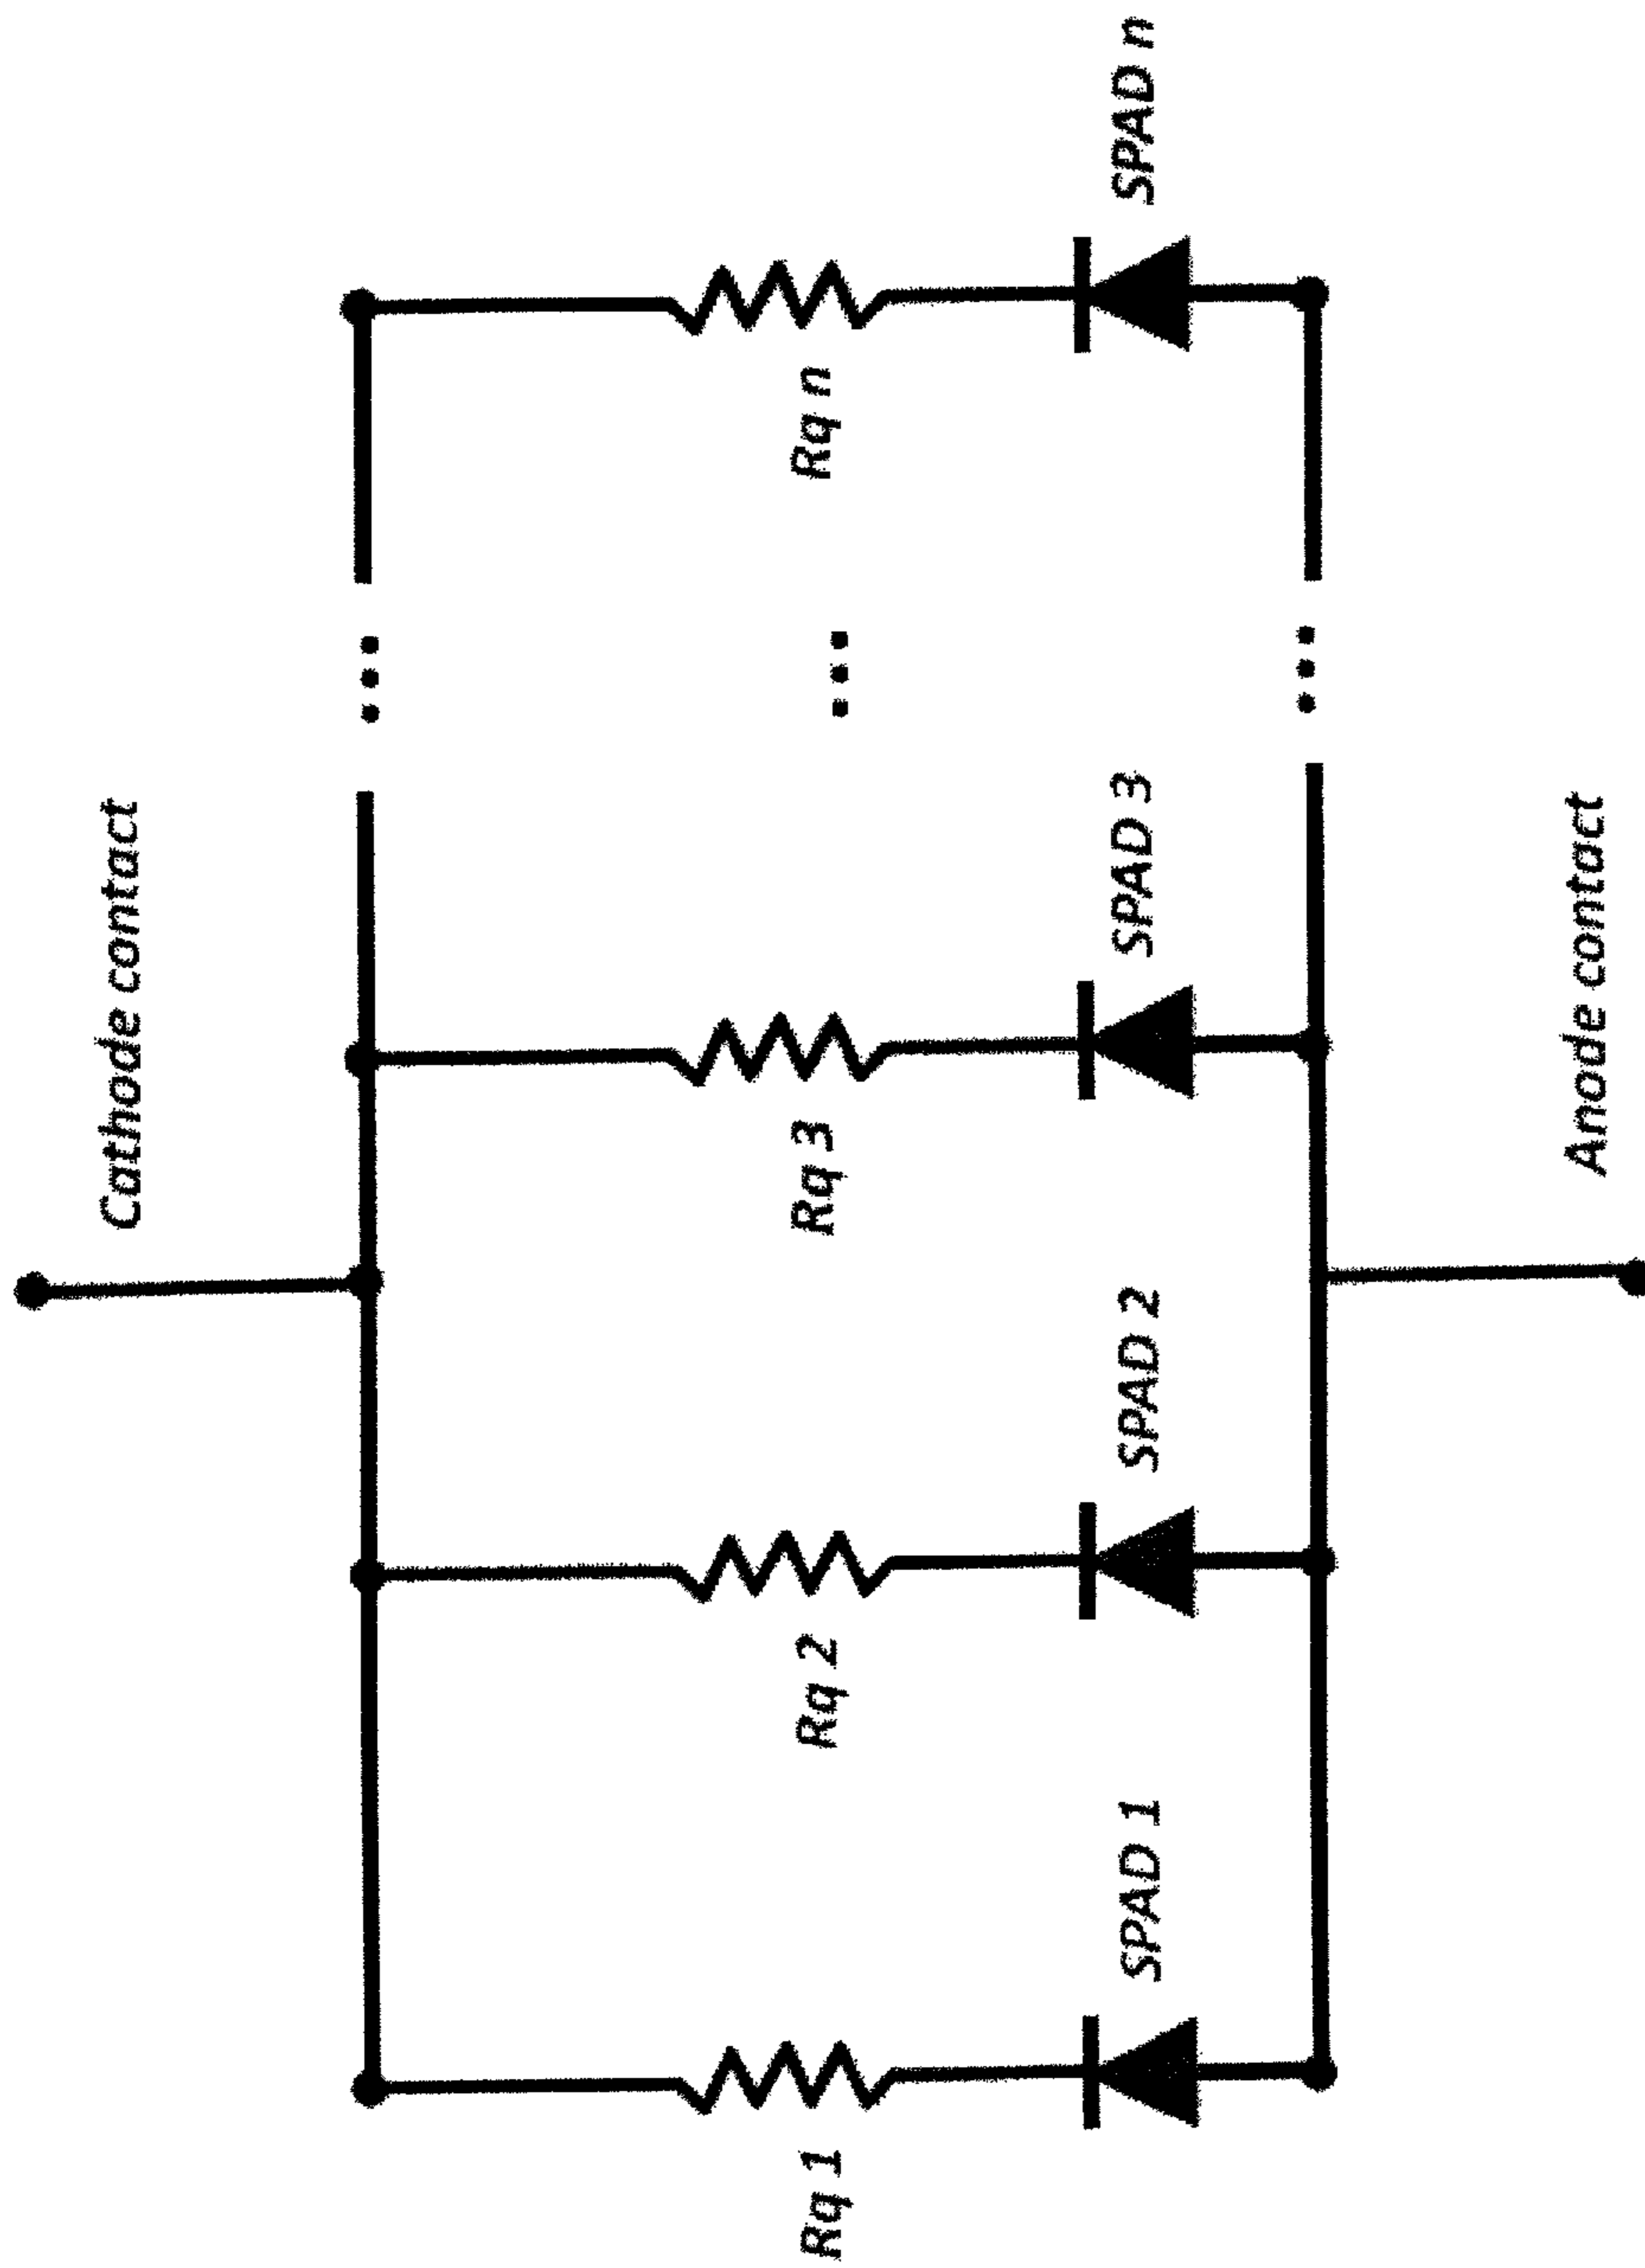 Cathode contact
Rq 1
Rq 2
Rq 3
...
Rq n
SPAD 1
SPAD 2
SPAD 3
SPAD n
Anode contact